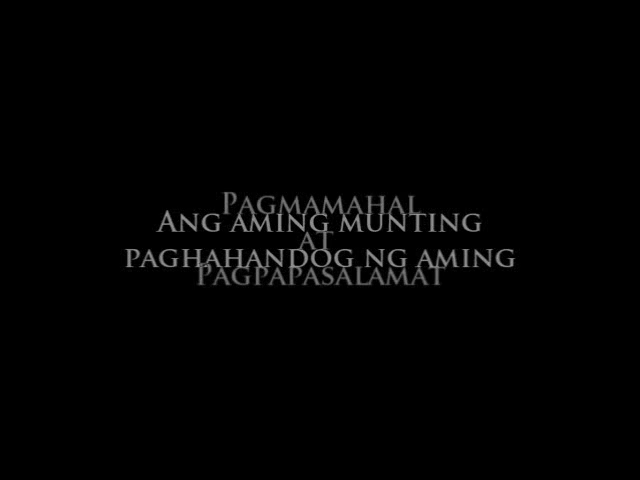 Pagmamahal
Ang aming munting
at
paghahandog ng aming
Pagpapasalamat